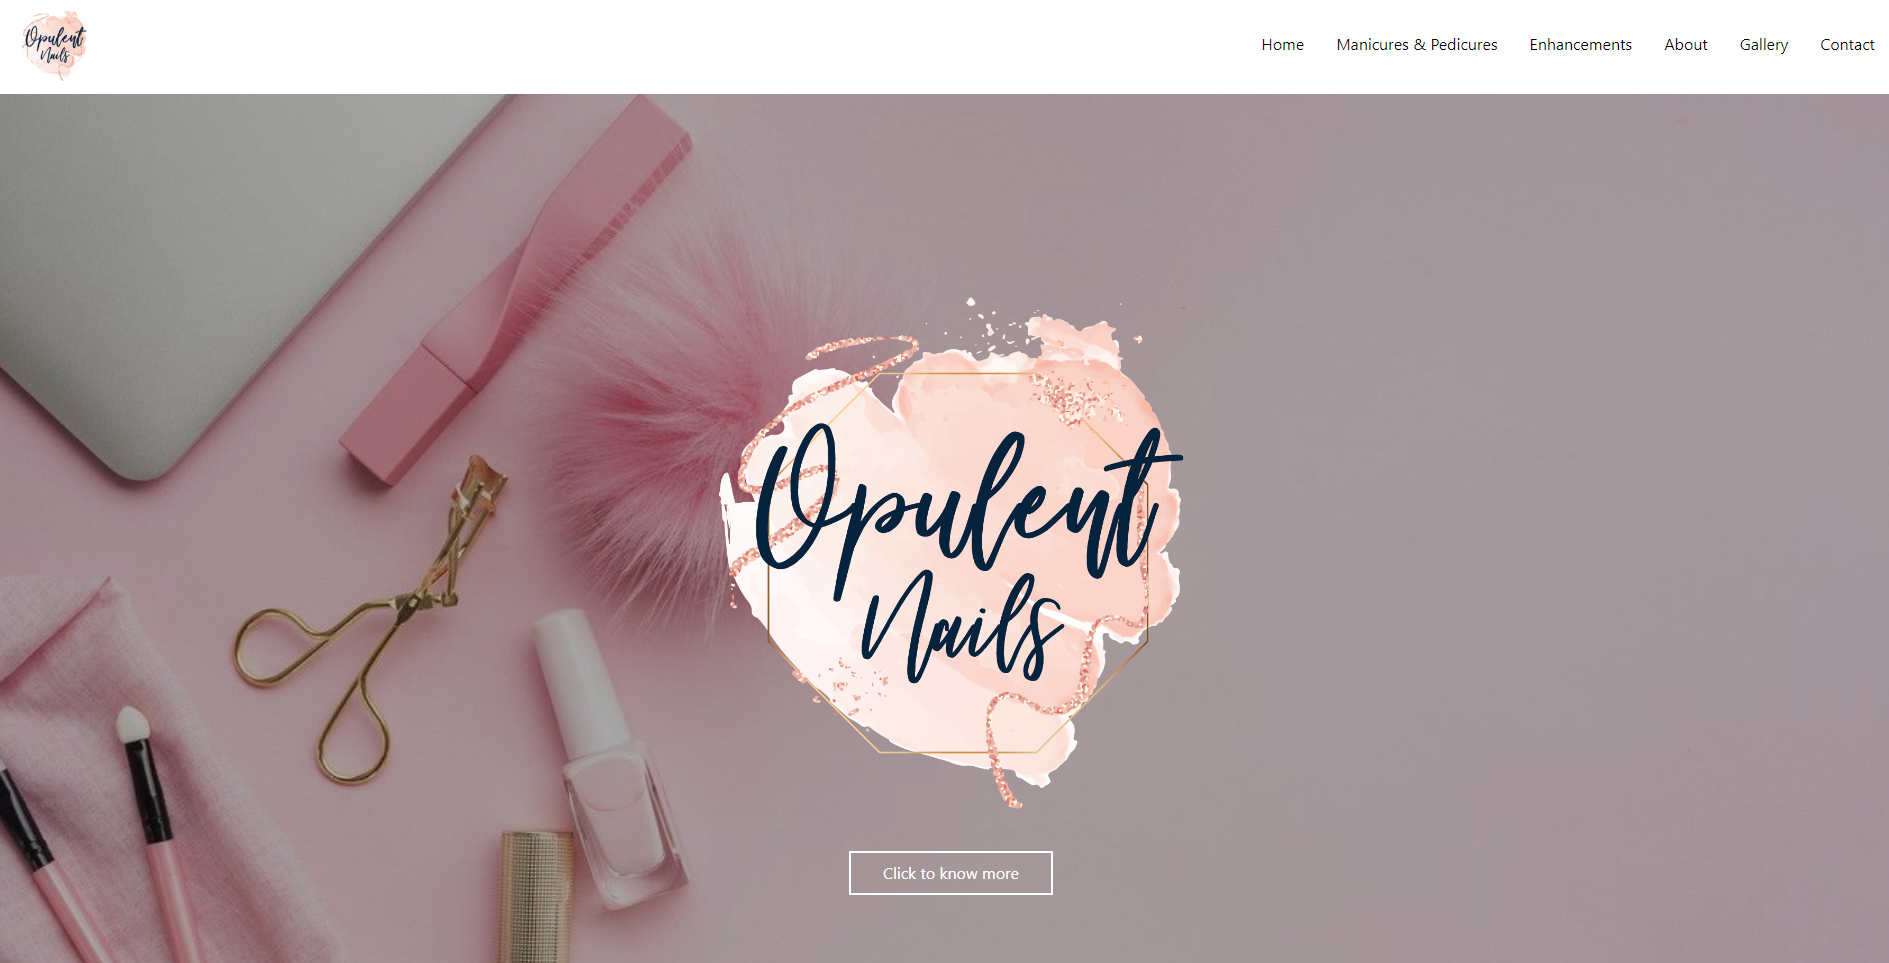 Opulent
Nails
Home
Manicures & Pedicures
Enhancements
About
Gallery
Contact
Opulent
Nails
Click to know more